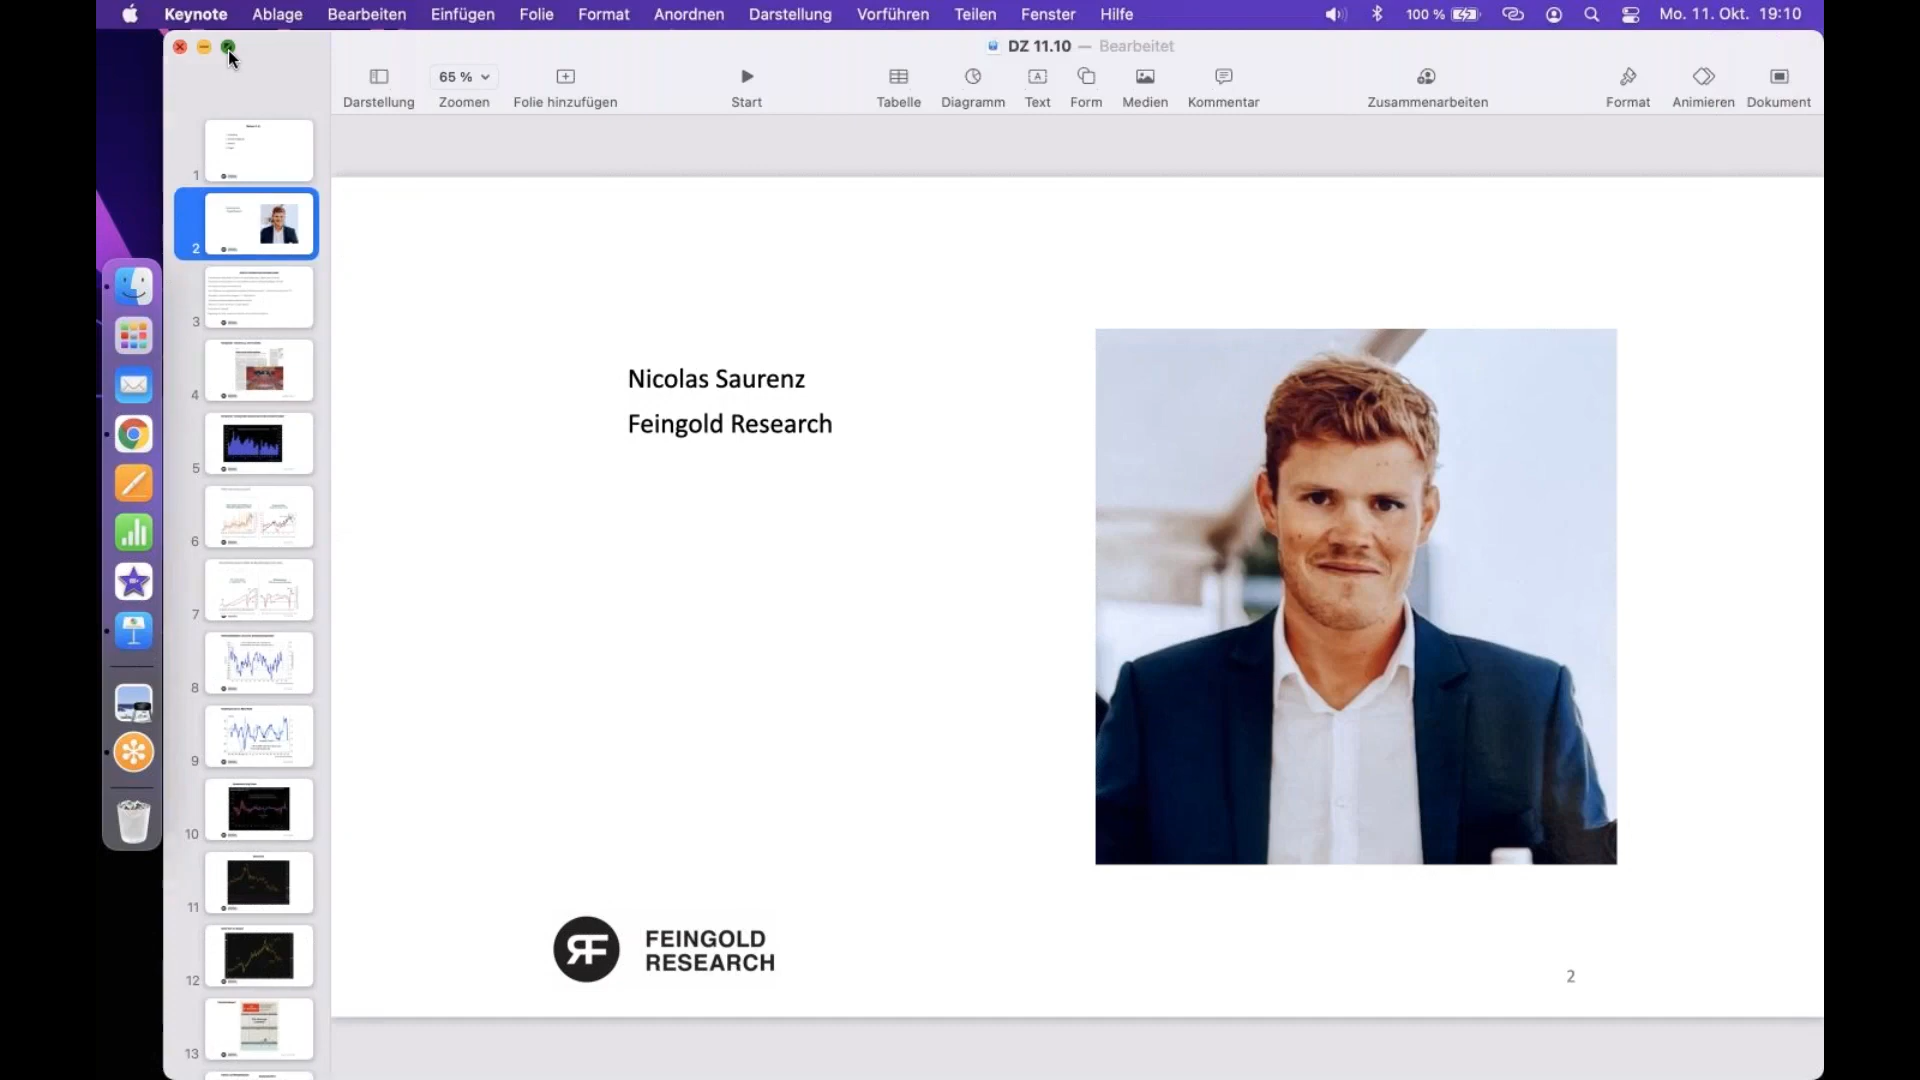 Keynote Ablage Bearbeiten Einfügen Folie Format Anordnen Darstellung Vorführen Teilen Fenster Hilfe 100 % Mo. 11. Okt. 19:10
DZ 11.10 — Bearbeitet
65 %
Darstellung Zoomen Folie hinzufügen Start Tabelle Diagramm Text Form Medien Kommentar Zusammenarbeiten Format Animieren Dokument
1
2
3
4
5
6
7
8
9
10
11
12
13
Nicolas Saurenz
Feingold Research
RF
FEINGOLD
RESEARCH
2